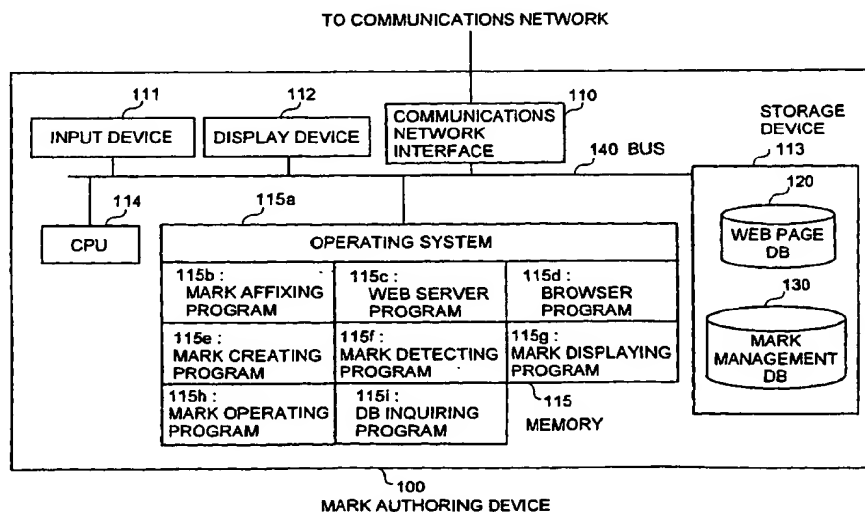 TO COMMUNICATIONS NETWORK
111
112
110
INPUT DEVICE
DISPLAY DEVICE
COMMUNICATIONS
NETWORK
INTERFACE
STORAGE
DEVICE
113
140 BUS
114
115a
120
CPU
OPERATING SYSTEM
WEB PAGE
DB
115b :
MARK AFFIXING
PROGRAM
115c :
WEB SERVER
PROGRAM
115d :
BROWSER
PROGRAM
130
115e :
MARK CREATING
PROGRAM
115f :
MARK DETECTING
PROGRAM
115g :
MARK DISPLAYING
PROGRAM
MARK
MANAGEMENT
DB
115h :
MARK OPERATING
PROGRAM
115i :
DB INQUIRING
PROGRAM
115
MEMORY
100
MARK AUTHORING DEVICE